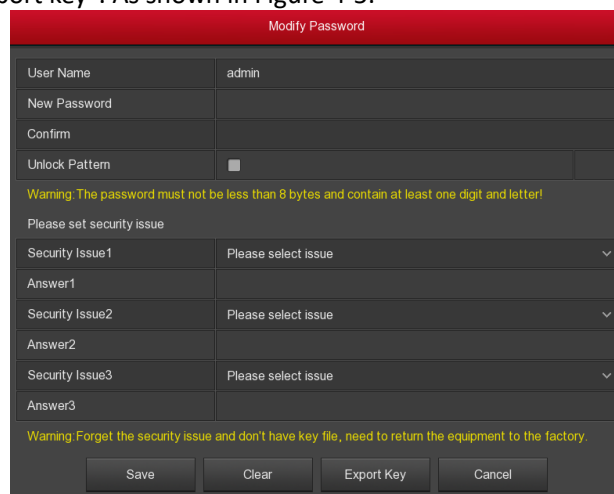 port key". As shown in Figure 4-3.
Modify Password
User Name admin
New Password
Confirm
Unlock Pattern
Warning:The password must not be less than 8 bytes and contain at least one digit and letter!
Please set security issue
Security Issue1 Please select issue
Answer1
Security Issue2 Please select issue
Answer2
Security Issue3 Please select issue
Answer3
Warning:Forget the security issue and don't have key file, need to return the equipment to the factory.
Save Clear Export Key Cancel